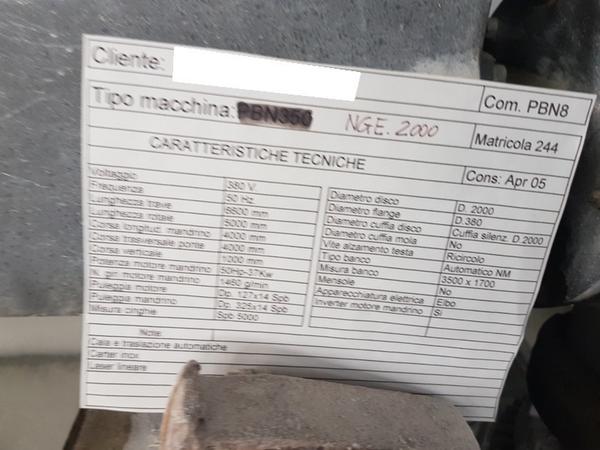 Cliente:
Com. PBN8
Tipo macchina: PBN350 NGE. 2000
Matricola 244
CARATTERISTICHE TECNICHE
Cons: Apr 05
Voltaggio 380 V.
Frequenza 50 Hz
Lunghezza trave 6600 mm
Lunghezza rotaie 5000 mm
Corsa longitud. mandrino 4000 mm
Corsa trasversale ponte 4000 mm
Corsa verticale 1000 mm
Potenza motore mandrino 50Hp-37Kw
N. giri motore mandrino 1460 g/min
Puleggia motore Dp. 127x14 Spb
Puleggia mandrino Dp. 325x14 Spb
Misura cinghie Spb 5000
Diametro disco D. 2000
Diametro flange D.380
Diametro cuffia disco Cuffia silenz. D.2000
Diametro cuffia mola No
Vite alzamento testa Ricircolo
Tipo banco Automatico NM
Misura banco 3500 x 1700
Mensole No
Apparecchiatura elettrica Elbo
Inverter motore mandrino Si
Note
Cala e traslazione automatiche
Carter inox
Laser lineare